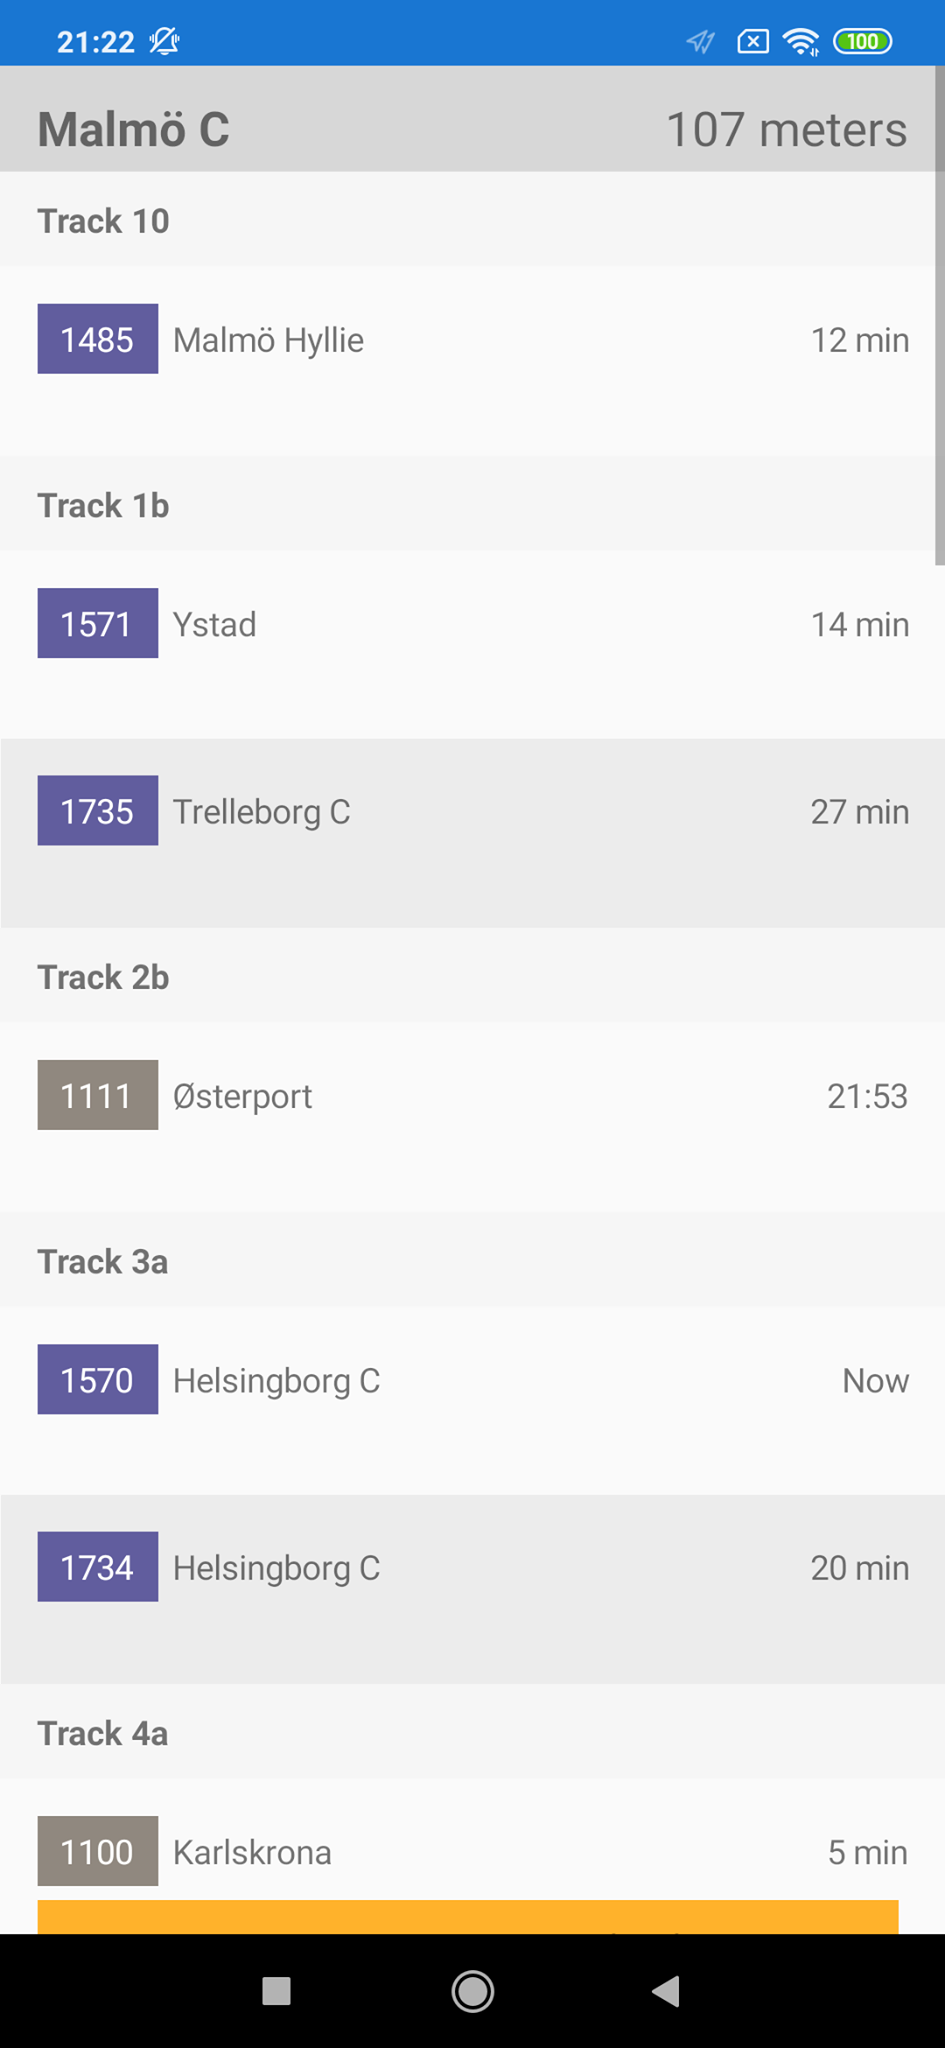 21:22 100
Malmö C 107 meters
Track 10
1485 Malmö Hyllie 12 min
Track 1b
1571 Ystad 14 min
1735 Trelleborg C 27 min
Track 2b
1111 Østerport 21:53
Track 3a
1570 Helsingborg C Now
1734 Helsingborg C 20 min
Track 4a
1100 Karlskrona 5 min